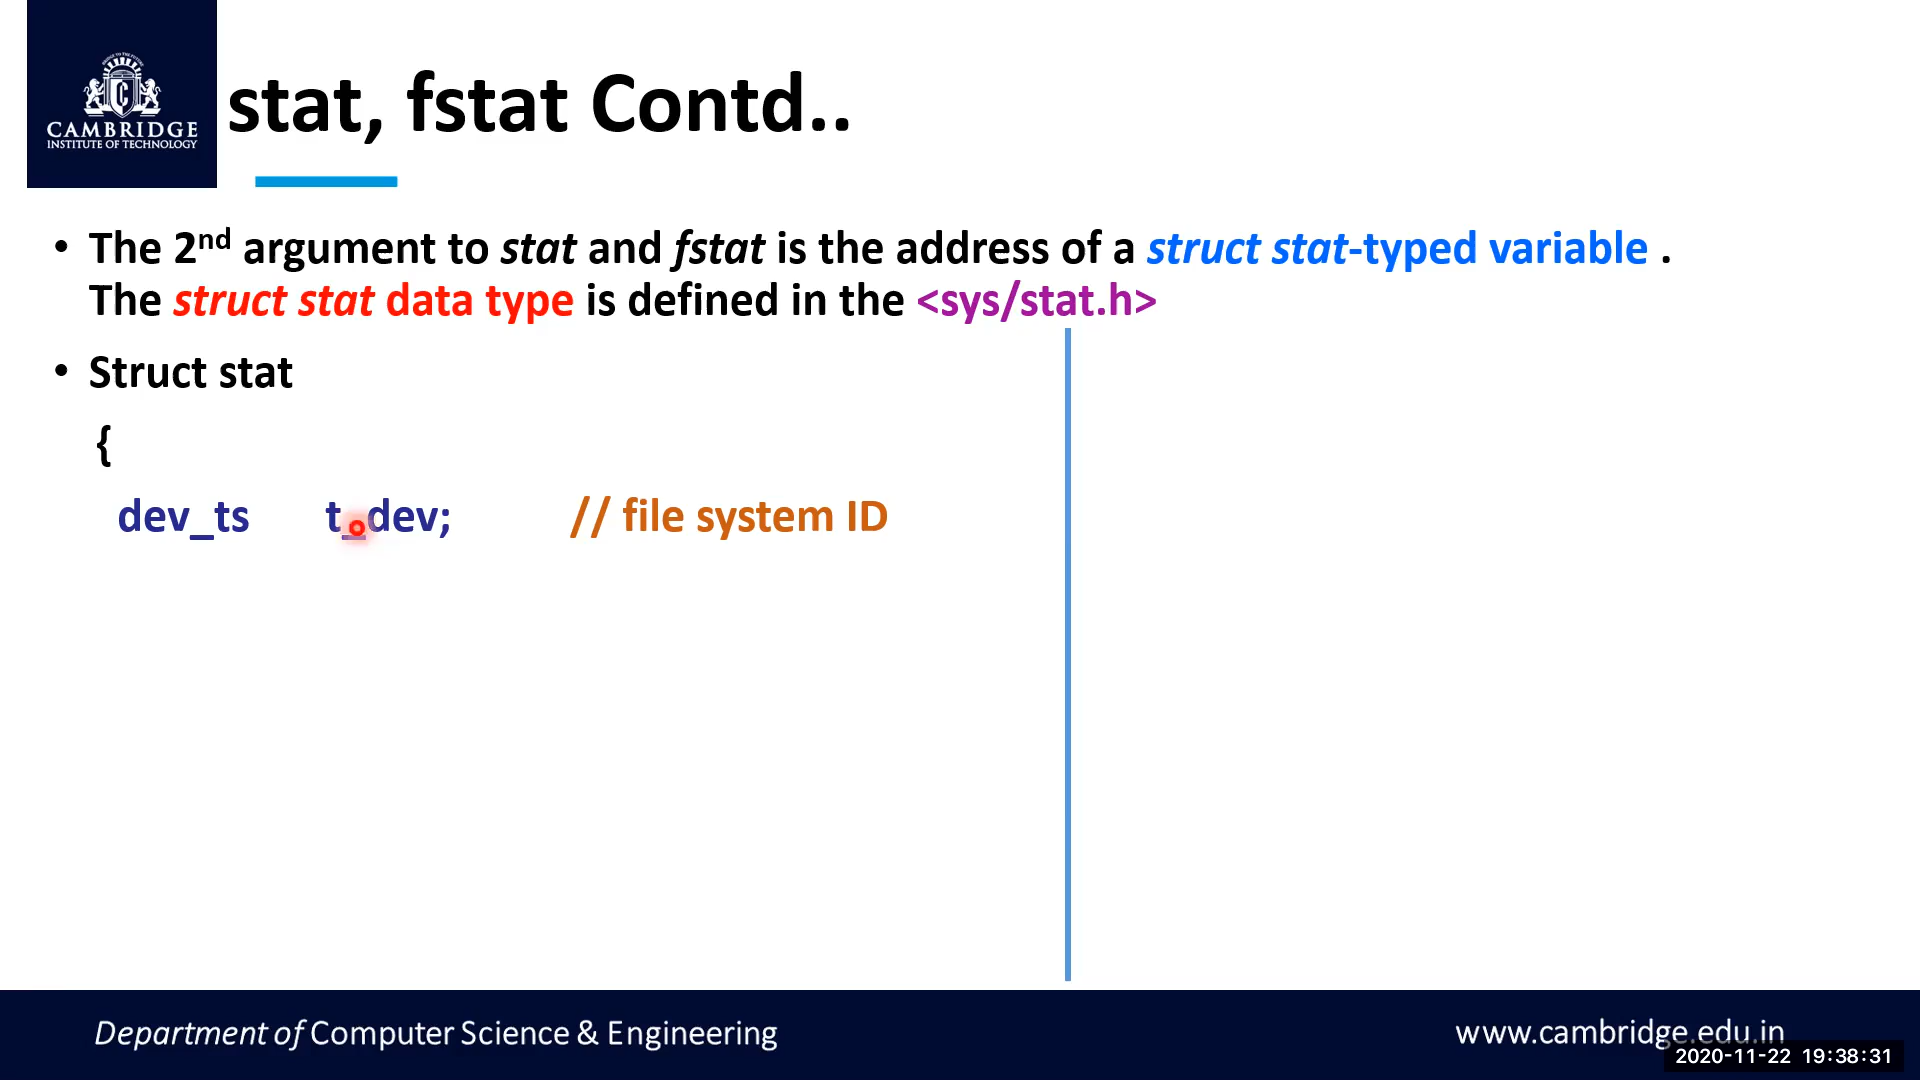 CAMBRIDGE
INSTITUTE OF TECHNOLOGY
stat, fstat Contd..
• The 2nd argument to stat and fstat is the address of a struct stat-typed variable .
The struct stat data type is defined in the <sys/stat.h>
• Struct stat
{
dev_ts t_dev; // file system ID
Department of Computer Science & Engineering
www.cambridge.edu.in
2020-11-22 19:38:31